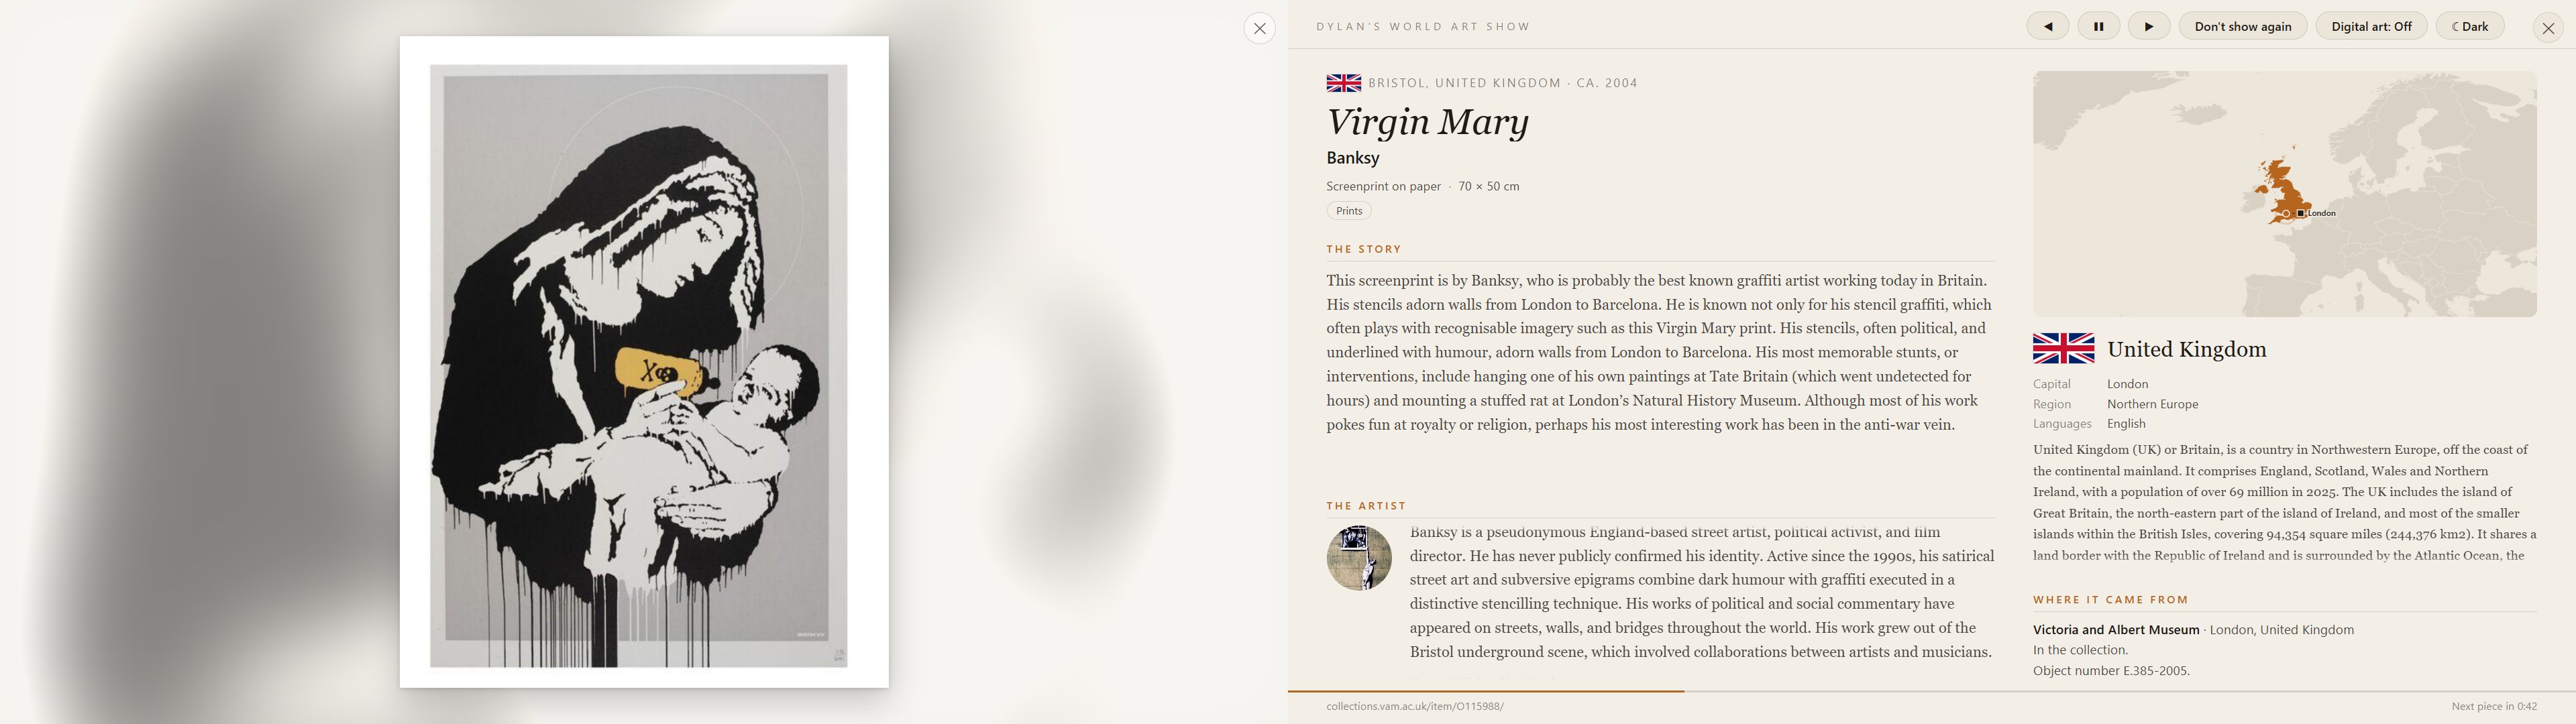 DYLAN'S WORLD ART SHOW
Don't show again
Digital art: Off
☾ Dark
BRISTOL, UNITED KINGDOM · CA. 2004
Virgin Mary
Banksy
Screenprint on paper · 70 × 50 cm
Prints
THE STORY
This screenprint is by Banksy, who is probably the best known graffiti artist working today in Britain.
His stencils adorn walls from London to Barcelona. He is known not only for his stencil graffiti, which
often plays with recognisable imagery such as this Virgin Mary print. His stencils, often political, and
underlined with humour, adorn walls from London to Barcelona. His most memorable stunts, or
interventions, include hanging one of his own paintings at Tate Britain (which went undetected for
hours) and mounting a stuffed rat at London’s Natural History Museum. Although most of his work
pokes fun at royalty or religion, perhaps his most interesting work has been in the anti-war vein.
THE ARTIST
Banksy is a pseudonymous England-based street artist, political activist, and film
director. He has never publicly confirmed his identity. Active since the 1990s, his satirical
street art and subversive epigrams combine dark humour with graffiti executed in a
distinctive stencilling technique. His works of political and social commentary have
appeared on streets, walls, and bridges throughout the world. His work grew out of the
Bristol underground scene, which involved collaborations between artists and musicians.
collections.vam.ac.uk/item/O115988/
London
United Kingdom
Capital London
Region Northern Europe
Languages English
United Kingdom (UK) or Britain, is a country in Northwestern Europe, off the coast of
the continental mainland. It comprises England, Scotland, Wales and Northern
Ireland, with a population of over 69 million in 2025. The UK includes the island of
Great Britain, the north-eastern part of the island of Ireland, and most of the smaller
islands within the British Isles, covering 94,354 square miles (244,376 km2). It shares a
land border with the Republic of Ireland and is surrounded by the Atlantic Ocean, the
WHERE IT CAME FROM
Victoria and Albert Museum · London, United Kingdom
In the collection.
Object number E.385-2005.
Next piece in 0:42